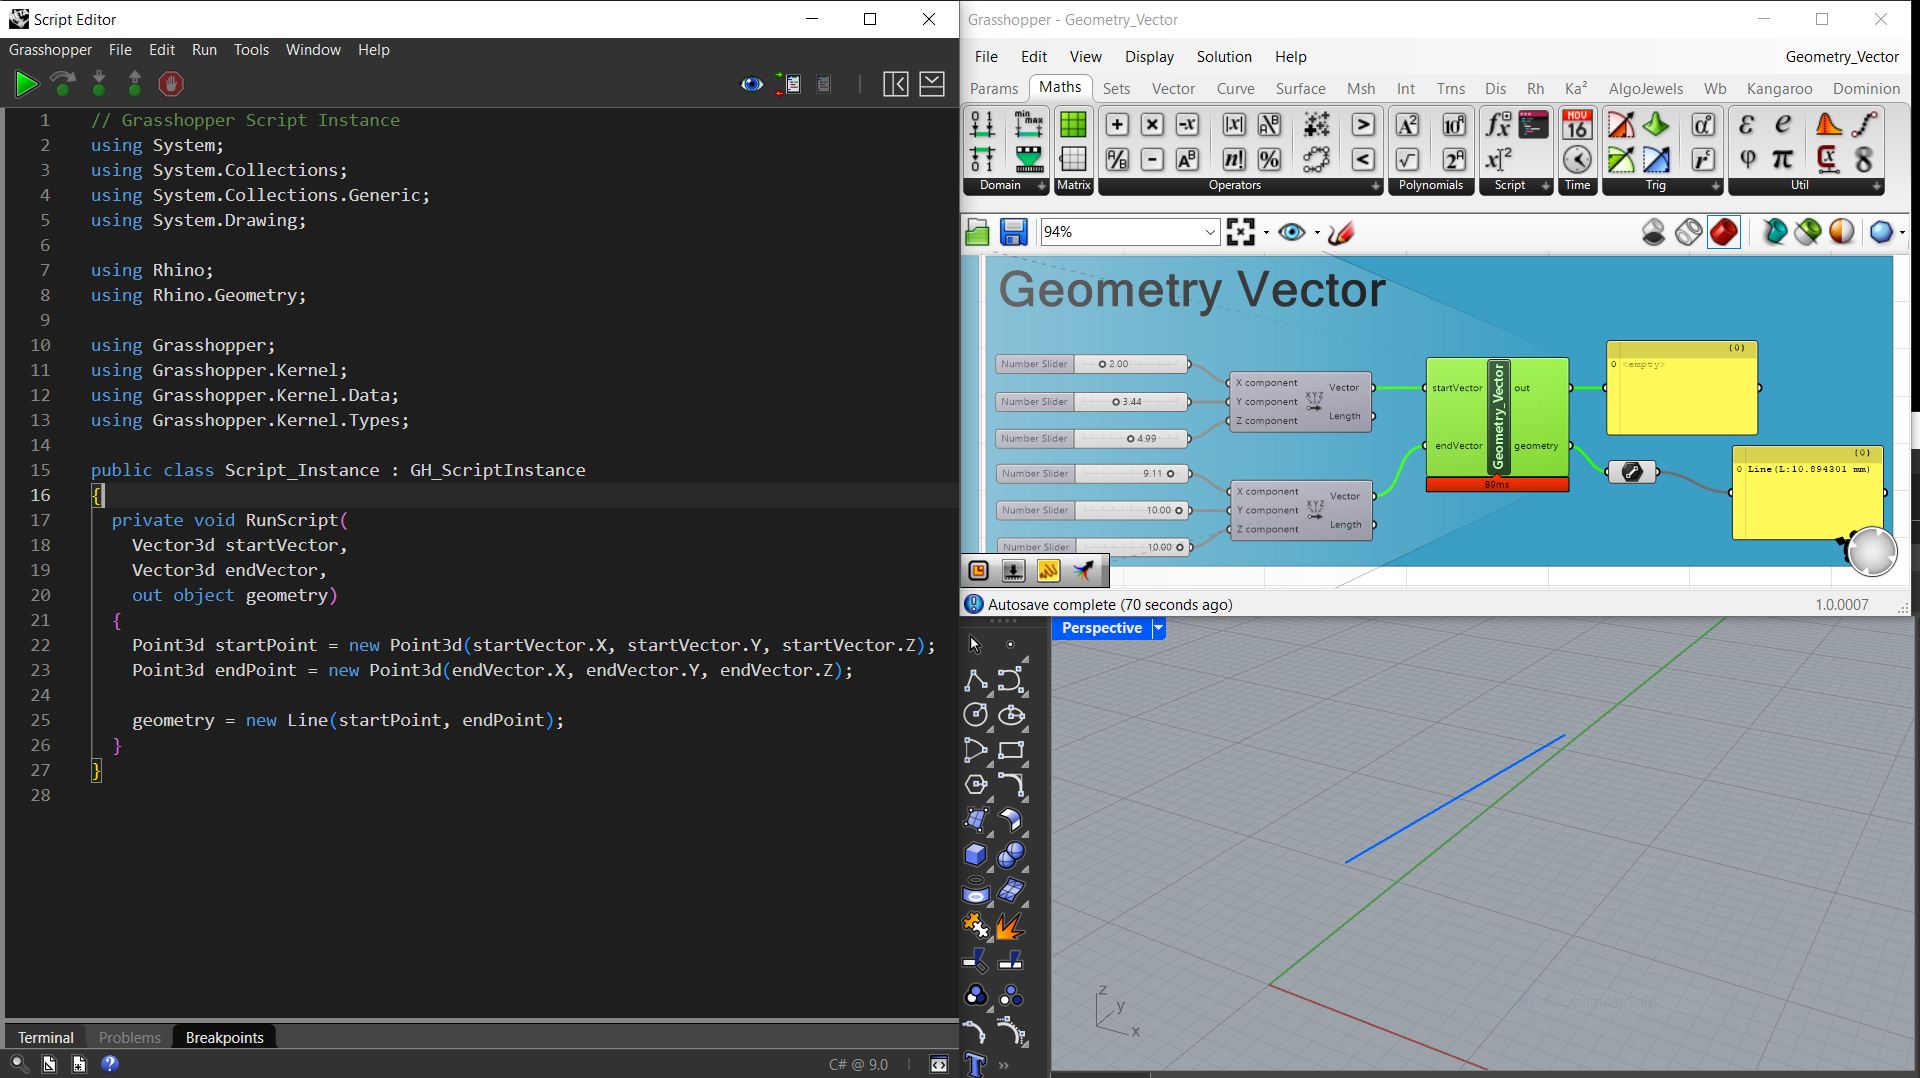 Script Editor
Grasshopper File Edit Run Tools Window Help
1 // Grasshopper Script Instance
2 using System;
3 using System.Collections;
4 using System.Collections.Generic;
5 using System.Drawing;
6
7 using Rhino;
8 using Rhino.Geometry;
9
10 using Grasshopper;
11 using Grasshopper.Kernel;
12 using Grasshopper.Kernel.Data;
13 using Grasshopper.Kernel.Types;
14
15 public class Script_Instance : GH_ScriptInstance
16 {
17 private void RunScript(
18 Vector3d startVector,
19 Vector3d endVector,
20 out object geometry)
21 {
22 Point3d startPoint = new Point3d(startVector.X, startVector.Y, startVector.Z);
23 Point3d endPoint = new Point3d(endVector.X, endVector.Y, endVector.Z);
24
25 geometry = new Line(startPoint, endPoint);
26 }
27 }
28
Terminal Problems Breakpoints
C# @ 9.0
Grasshopper - Geometry_Vector
File Edit View Display Solution Help Geometry_Vector
Params Maths Sets Vector Curve Surface Msh Int Trns Dis Rh Ka² AlgoJewels Wb Kangaroo Dominion
Domain Matrix Operators Polynomials Script Time Trig Util
NOV
16
94%
Geometry Vector
Number Slider 2.00
Number Slider 3.44
Number Slider 4.99
X component
Y component
Z component
Vector
Length
Number Slider 9.11
Number Slider 10.00
Number Slider 10.00
X component
Y component
Z component
Vector
Length
startVector
endVector
Geometry_Vector
out
geometry
89ms
{0}
0 <empty>
{0}
0 Line(L:10.894301 mm)
Autosave complete (70 seconds ago) 1.0.0007
Perspective
z
y
x